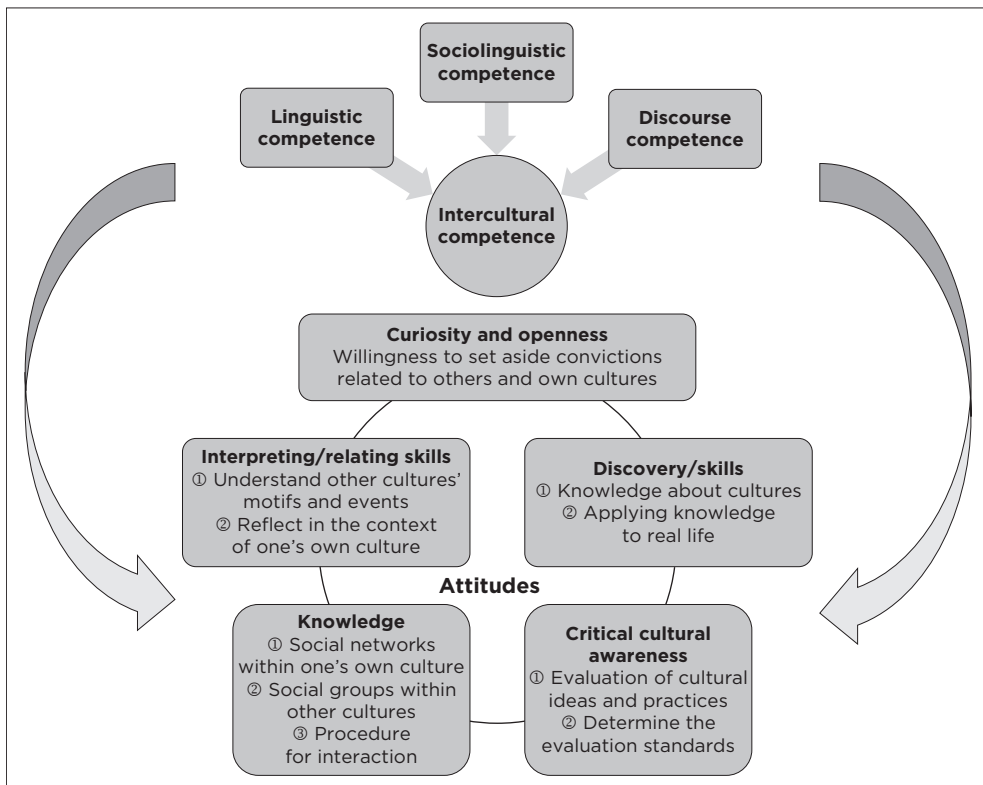 Sociolinguistic
competence
Linguistic
competence
Discourse
competence
Intercultural
competence
Curiosity and openness
Willingness to set aside convictions
related to others and own cultures
Interpreting/relating skills
① Understand other cultures’
motifs and events
② Reflect in the context
of one’s own culture
Discovery/skills
① Knowledge about cultures
② Applying knowledge
to real life
Attitudes
Knowledge
① Social networks
within one’s own culture
② Social groups within
other cultures
③ Procedure
for interaction
Critical cultural
awareness
① Evaluation of cultural
ideas and practices
② Determine the
evaluation standards